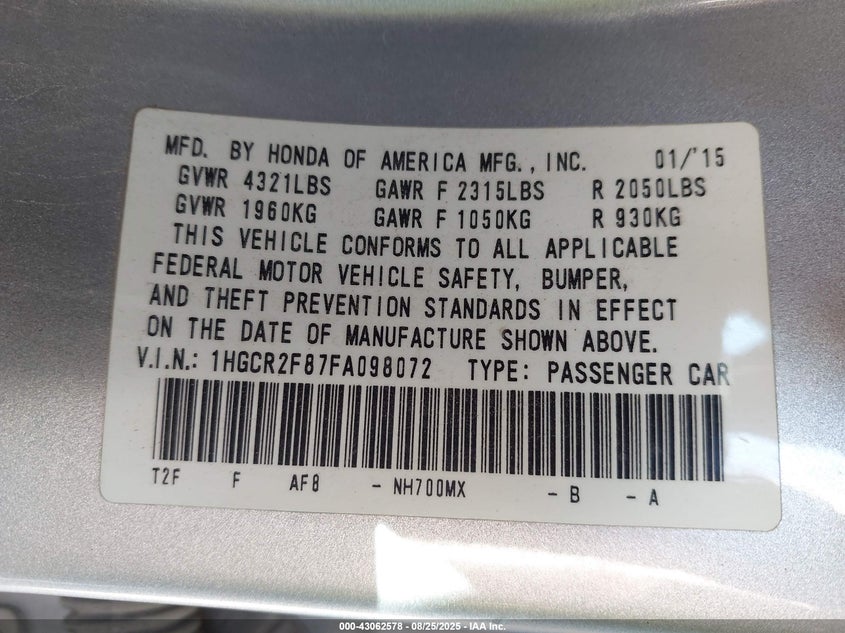 MFD. BY HONDA OF AMERICA MFG., INC. 01/'15
GVWR 4321LBS GAWR F 2315LBS R 2050LBS
GVWR 1960KG GAWR F 1050KG R 930KG
THIS VEHICLE CONFORMS TO ALL APPLICABLE
FEDERAL MOTOR VEHICLE SAFETY, BUMPER,
AND THEFT PREVENTION STANDARDS IN EFFECT
ON THE DATE OF MANUFACTURE SHOWN ABOVE.
V.I.N.: 1HGCR2F87FA098072 TYPE: PASSENGER CAR
T2F F AF8 - NH700MX - B - A
000-43062578 - 08/25/2025 - IAA Inc.